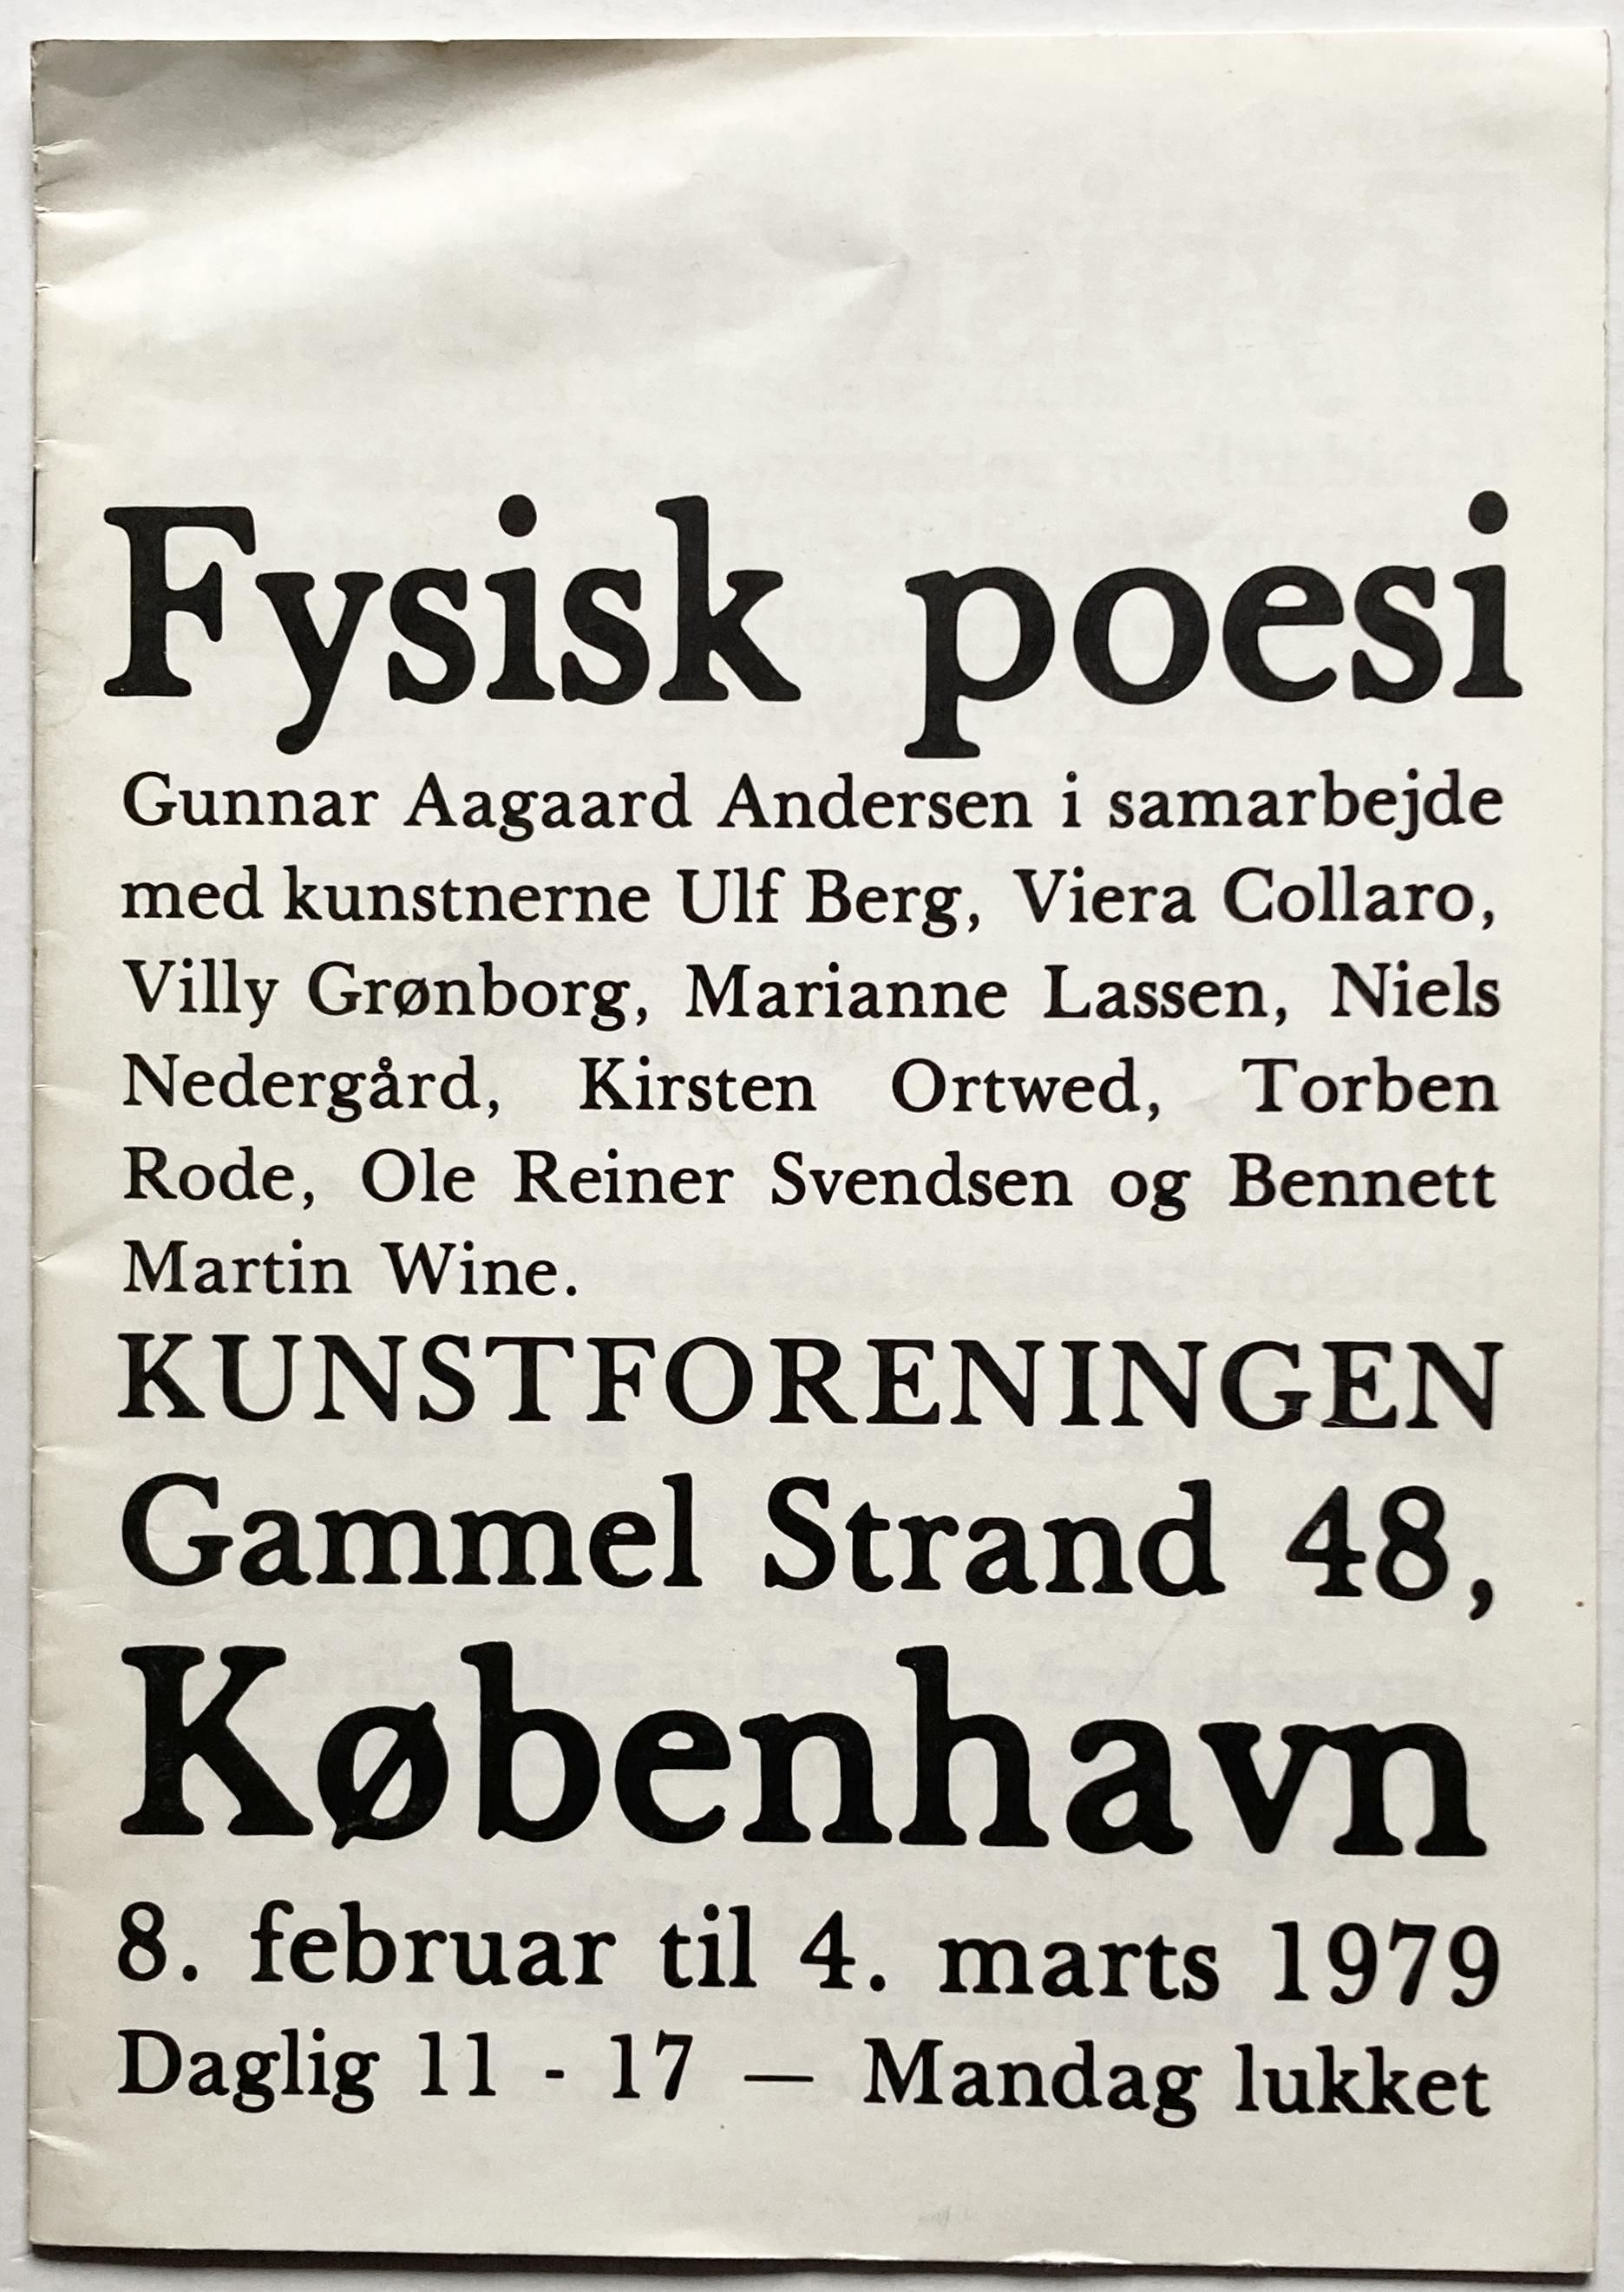 Fysisk poesi
Gunnar Aagaard Andersen i samarbejde
med kunstnerne Ulf Berg, Viera Collaro,
Villy Grønborg, Marianne Lassen, Niels
Nedergård, Kirsten Ortwed, Torben
Rode, Ole Reiner Svendsen og Bennett
Martin Wine.
KUNSTFORENINGEN
Gammel Strand 48,
København
8. februar til 4. marts 1979
Daglig 11 - 17 — Mandag lukket